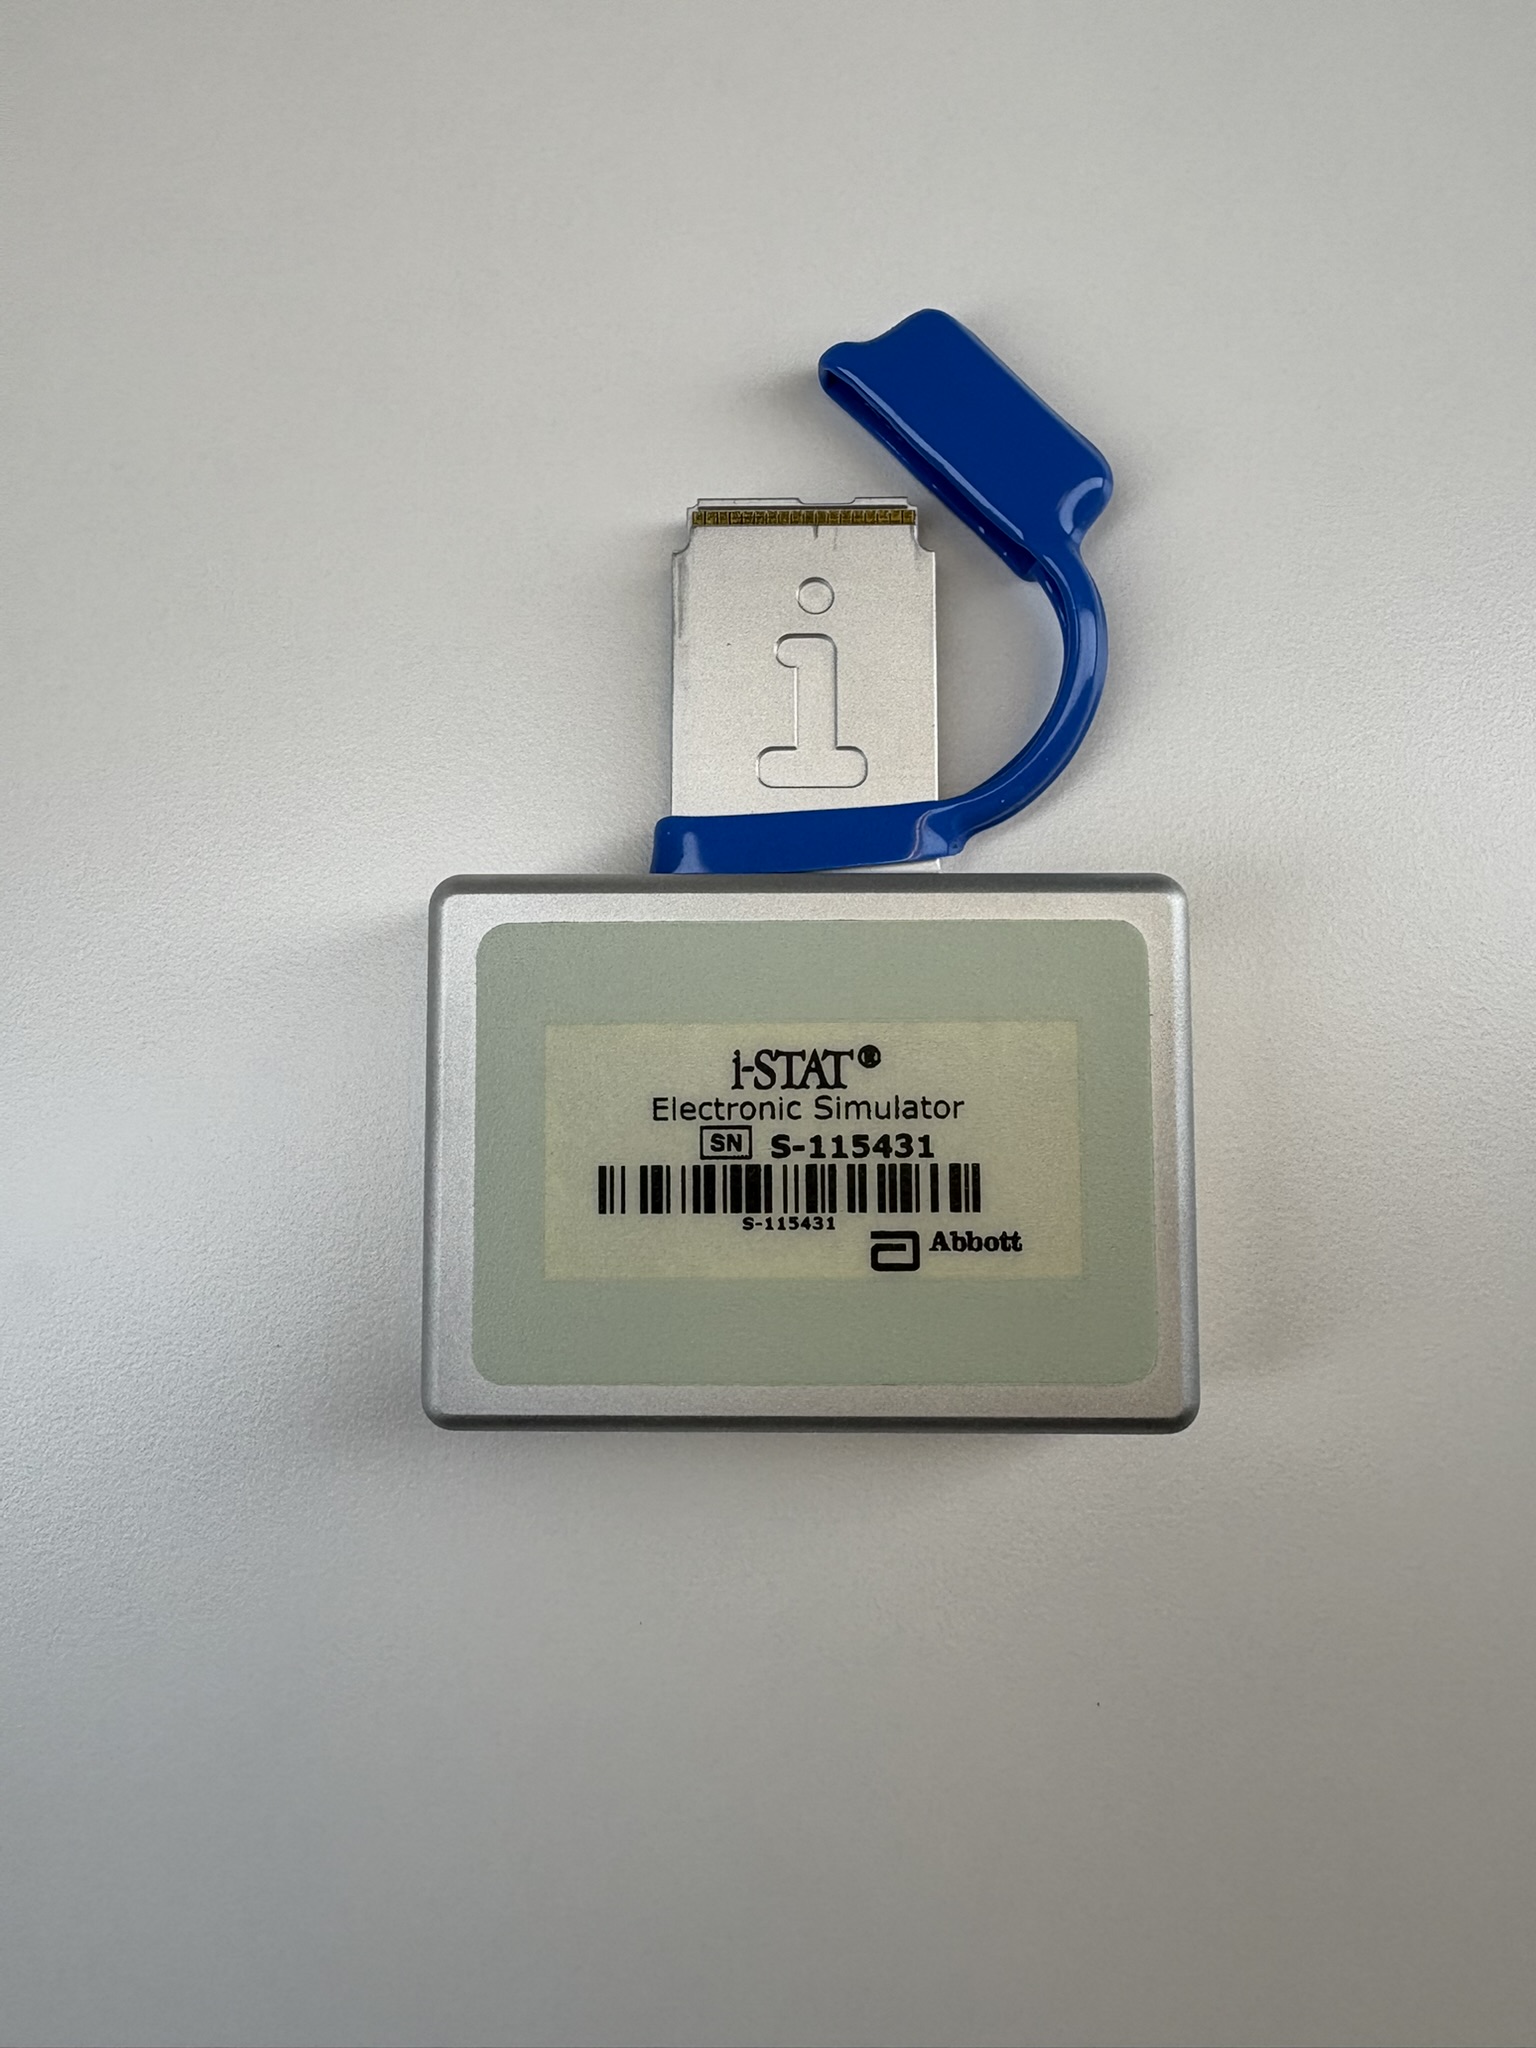 i
i-STAT®
Electronic Simulator
SN S-115431
S-115431
Abbott